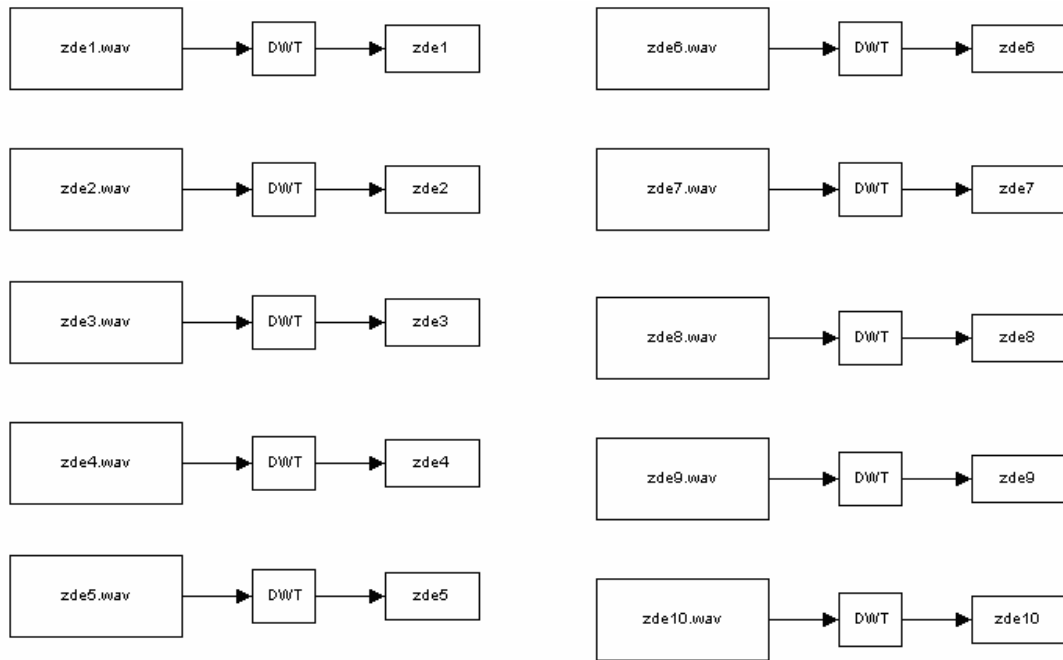 zde1.wav DWT zde1
zde2.wav DWT zde2
zde3.wav DWT zde3
zde4.wav DWT zde4
zde5.wav DWT zde5
zde6.wav DWT zde6
zde7.wav DWT zde7
zde8.wav DWT zde8
zde9.wav DWT zde9
zde10.wav DWT zde10